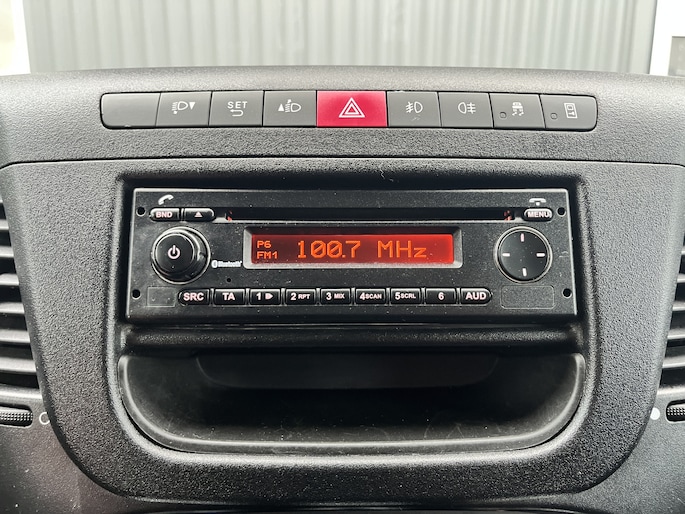 SET
BND
MENU
P6
FM1
100.7 MHz
Bluetooth
SRC TA 1 2 RPT 3 MIX 4 SCAN 5 SCRL 6 AUD